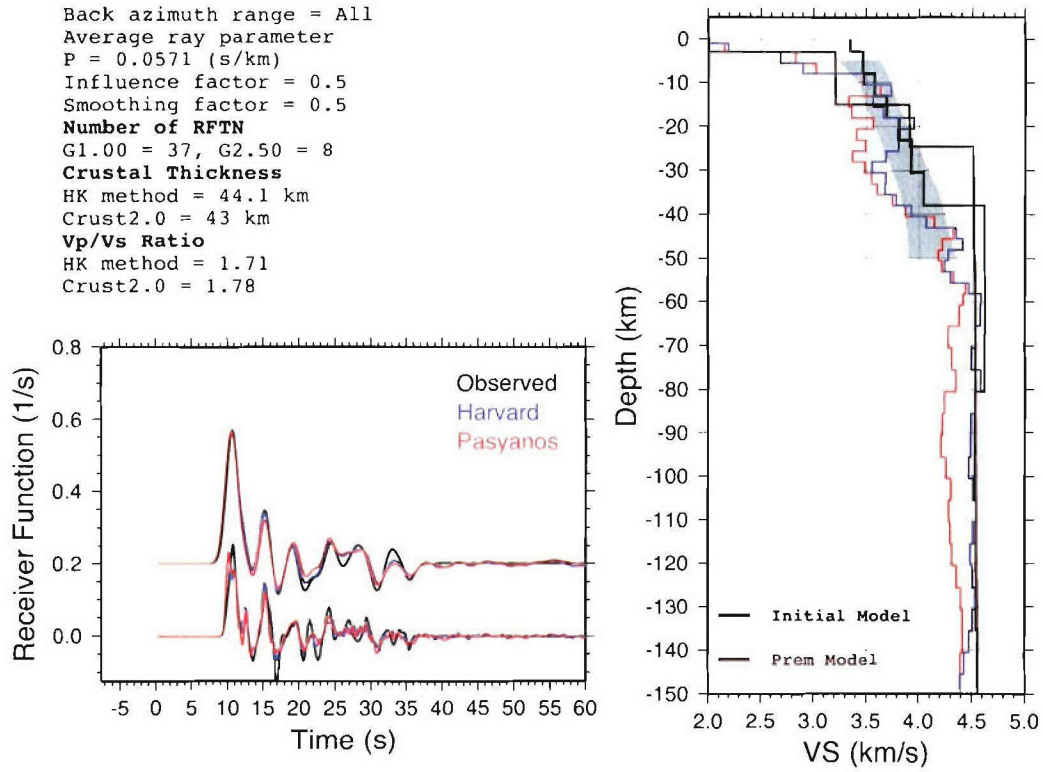 Back azimuth range = All
Average ray parameter
P = 0.0571 (s/km)
Influence factor = 0.5
Smoothing factor = 0.5
Number of RFTN
G1.00 = 37, G2.50 = 8
Crustal Thickness
HK method = 44.1 km
Crust2.0 = 43 km
Vp/Vs Ratio
HK method = 1.71
Crust2.0 = 1.78
Receiver Function (1/s)
0.8
0.6
0.4
0.2
0.0
Observed
Harvard
Pasyanos
-5 0 5 10 15 20 25 30 35 40 45 50 55 60
Time (s)
Depth (km)
0
-10
-20
-30
-40
-50
-60
-70
-80
-90
-100
-110
-120
-130
-140
-150
Initial Model
Prem Model
2.0 2.5 3.0 3.5 4.0 4.5 5.0
VS (km/s)